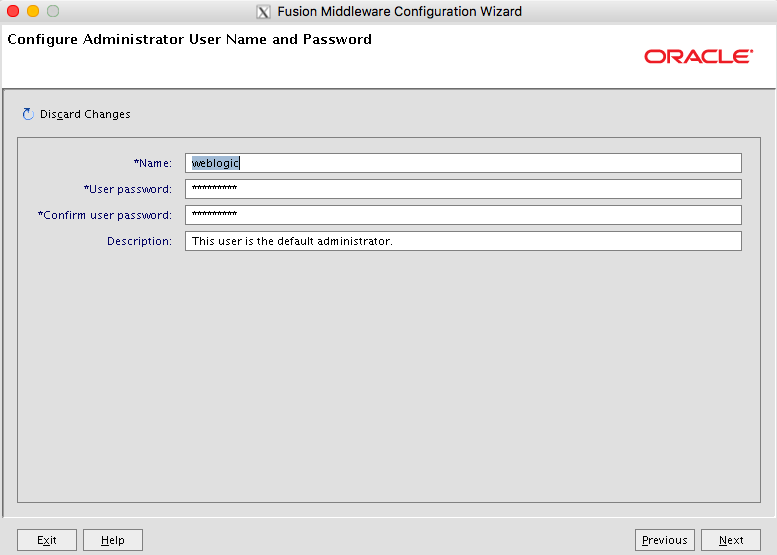 Fusion Middleware Configuration Wizard
Configure Administrator User Name and Password
ORACLE
Discard Changes
*Name: weblogic
*User password: *********
*Confirm user password: *********
Description: This user is the default administrator.
Exit Help Previous Next